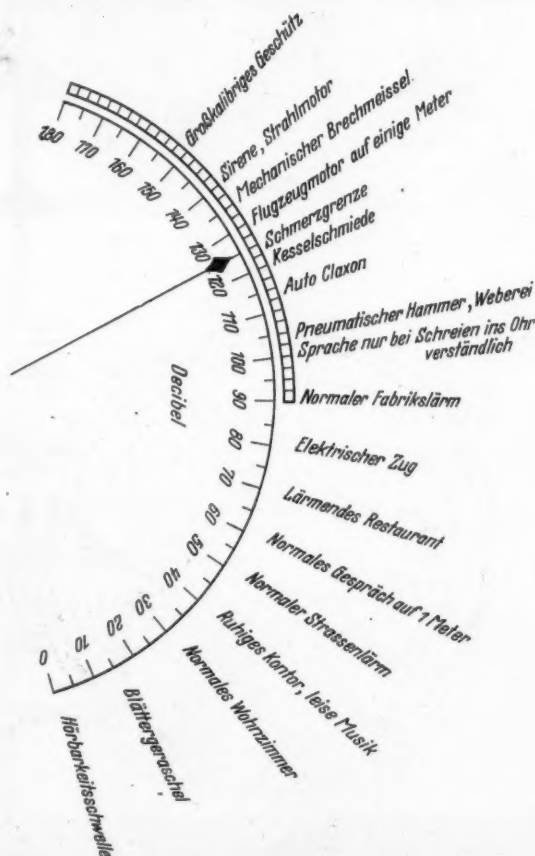 Großkalibriges Geschütz
Sirene, Strahlmotor
Mechanischer Brechmeissel.
Flugzeugmotor auf einige Meter
Schmerzgrenze
Kesselschmiede
Auto Claxon
Pneumatischer Hammer, Weberei
Sprache nur bei Schreien ins Ohr
verständlich
Normaler Fabrikslärm
Elektrischer Zug
Lärmendes Restaurant
Normales Gespräch auf 1 Meter
Normaler Strassenlärm
Ruhiges Kontor, leise Musik
Normales Wohnzimmer
Blättergeraschel
Hörbarkeitsschwelle
180
170
160
150
140
130
120
110
100
90
80
70
60
50
40
30
20
10
0
Decibel